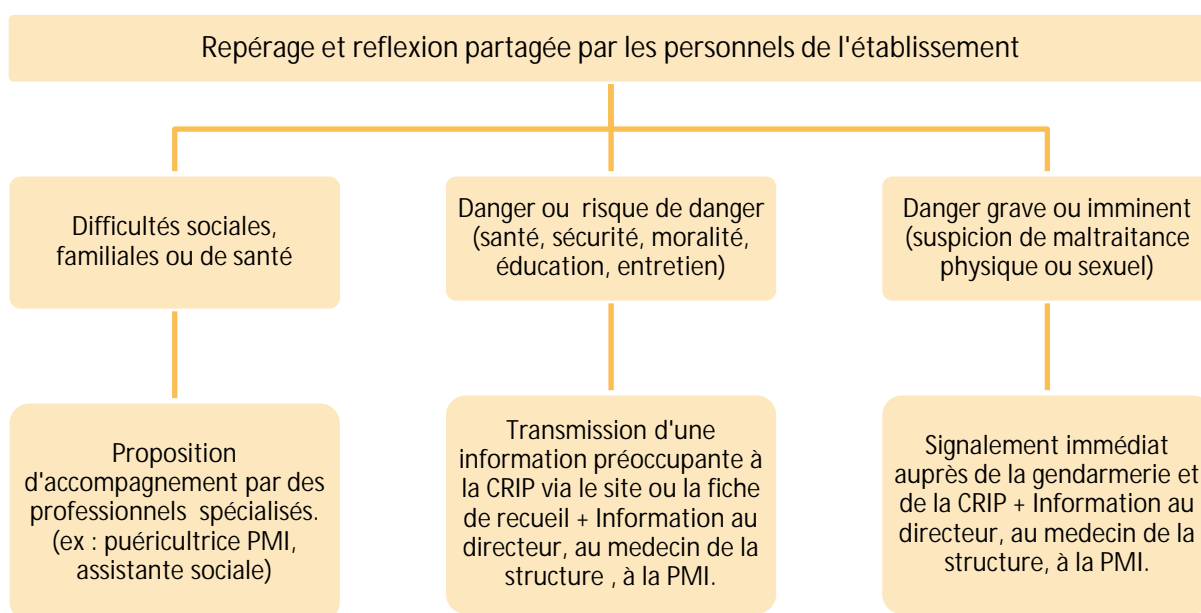 Repérage et reflexion partagée par les personnels de l'établissement
Difficultés sociales,
familiales ou de santé
Danger ou risque de danger
(santé, sécurité, moralité,
éducation, entretien)
Danger grave ou imminent
(suspicion de maltraitance
physique ou sexuel)
Proposition
d'accompagnement par des
professionnels spécialisés.
(ex : puéricultrice PMI,
assistante sociale)
Transmission d'une
information préoccupante à
la CRIP via le site ou la fiche
de recueil + Information au
directeur, au medecin de la
structure , à la PMI.
Signalement immédiat
auprès de la gendarmerie et
de la CRIP + Information au
directeur, au medecin de la
structure, à la PMI.